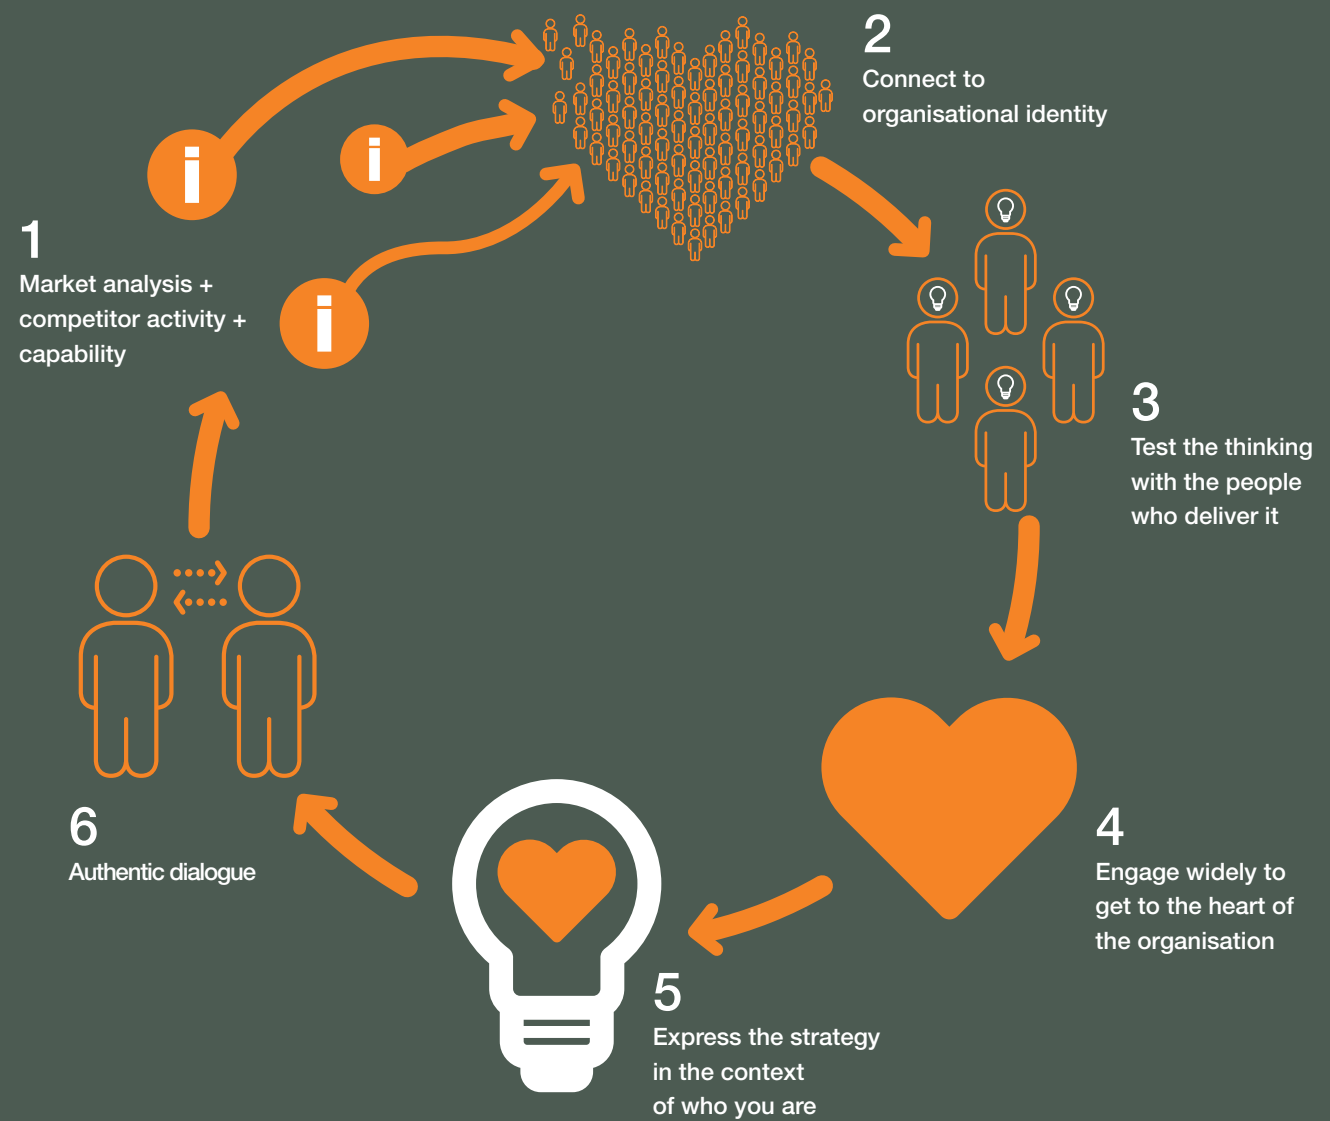 1
Market analysis +
competitor activity +
capability
i
i
i
2
Connect to
organisational identity
3
Test the thinking
with the people
who deliver it
4
Engage widely to
get to the heart of
the organisation
5
Express the strategy
in the context
of who you are
6
Authentic dialogue